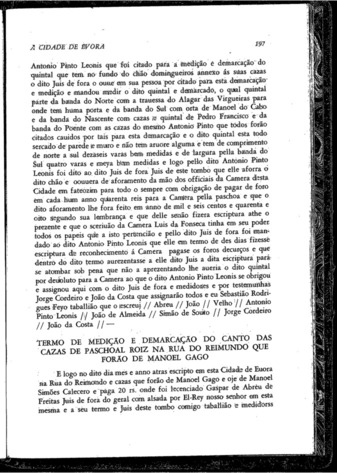 A CIDADE DE EVORA 197
Antonio Pinto Leonis que foi citado para a medição e demarcação do
quintal que tem no fundo do chão domingueiros annexo ás suas cazas
o dito Juis de foro o ouue em sua pessoa por citado para esta demarcação
e medição e mandou medir o dito quintal e demarcado, o qual quintal
parte da banda do Norte com a trauessa do Alagar das Virgueiras para
onde tem huma porta e da banda do Sul com orta de Manoel do Cabo
e da banda do Nascente com cazas e quintal de Pedro Francisco e da
banda do Poente com as cazas do mesmo Antonio Pinto que todos forão
citados cauidos por tais para esta demarcação e o dito quintal esta todo
sercado de parede e muro e não tem aruore alguma e tem de comprimento
de norte a sul dezaseis varas bem medidas e de largura pella banda do
Sul quatro varas e meya bem medidas e logo pello dito Antonio Pinto
Leonis foi dito ao dito Juis de fora Juis de este tombo que elle aforra o
dito chão e oouuera de aforamento da mão dos officiais da Camera desta
Cidade em fateozim para todo o sempre com obrigação de pagar de foro
em cada hum anno quarenta reis para a Camera pella paschoa e que o
dito aforamento lhe fora feito em anno de mil e seis centos e quarenta e
oito segundo sua lembrança e que delle senão fizera escriptura athe o
prezente e que o scriuão da Camera Luis da Fonseca tinha em seu poder
todos os papeis que a isto pertencião e pello dito Juis de fora foi man-
dado ao dito Antonio Pinto Leonis que elle em termo de des dias fizesse
escriptura de reconhecimento á Camera pagase os foros decurços e que
dentro do dito termo aurezentasse a elle dito Juis a dita escriptura pará
se atombar sob pena que não a aprezentando lhe aueria o dito quintal
por deuoluto para a Camera ao que o dito Antonio Pinto Leonis se obrigou
e assignou aqui com o dito Juis de fora e medidores e por testemunhas
Jorge Cordeiro e João da Costa que assignarão todos e eu Sebastião Rodri-
gues Feyo taballião que o escreuj // Abreu // João // Velho // Antonio
Pinto Leonis // João de Almeida // Simão de Souto // Jorge Cordeiro
// João da Costa // —
TERMO DE MEDIÇÃO E DEMARCAÇÃO DO CANTO DAS
CAZAS DE PASCHOAL ROIZ NA RUA DO REIMUNDO QUE
FORÃO DE MANOEL GAGO
E logo no dito dia mes e anno atras escripto em esta Cidade de Euora
na Rua do Reimondo e cazas que forão de Manoel Gago e oje de Manoel
Simões Calecero e paga 20 rs. onde foi lecenciado Gaspar de Abreu de
Freitas Juis de fora do geral com alsada por El-Rey nosso senhor em esta
mesma e a seu termo e Juis deste tombo comigo taballião e medidores